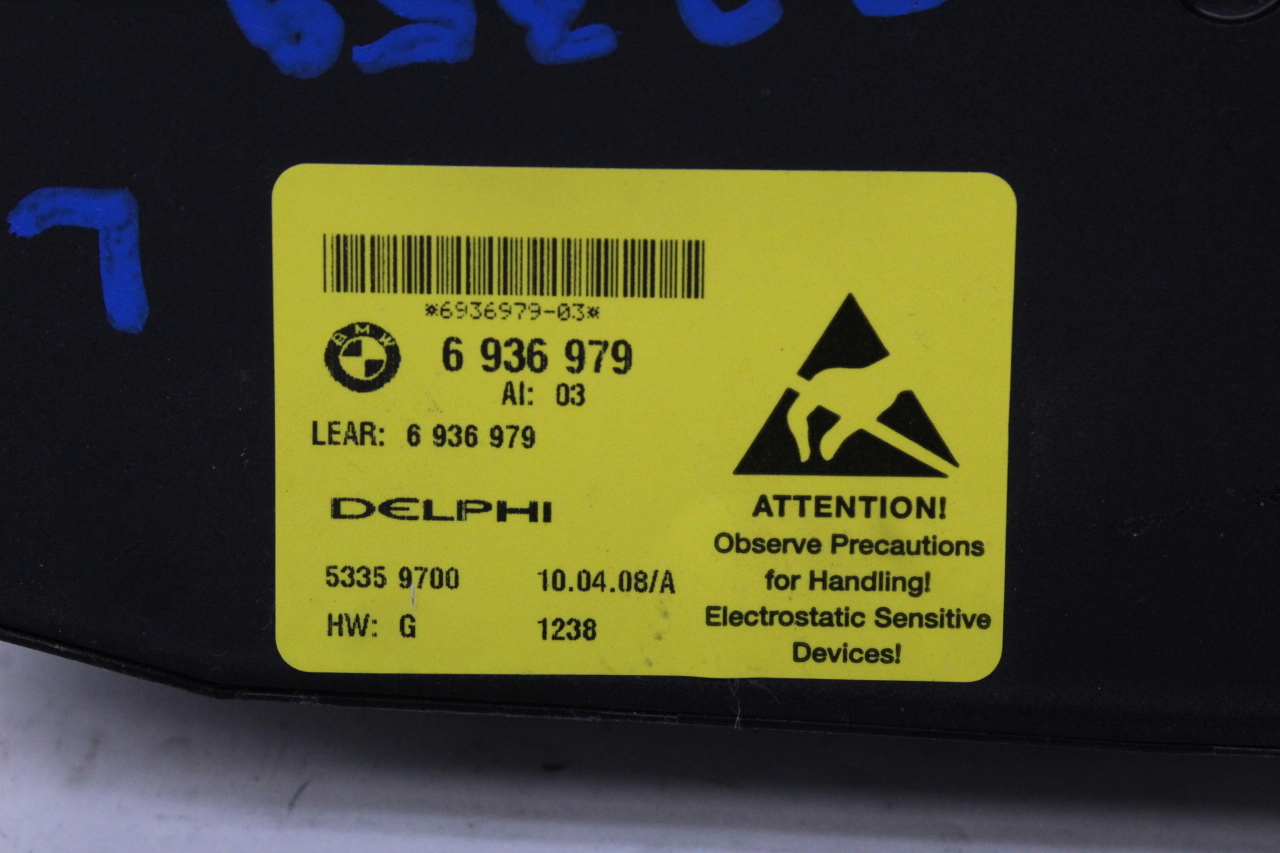 L
*6936979-03*
BMW
6 936 979
AI: 03
LEAR: 6 936 979
DELPHI
5335 9700
10.04.08/A
HW: G
1238
ATTENTION!
Observe Precautions
for Handling!
Electrostatic Sensitive
Devices!